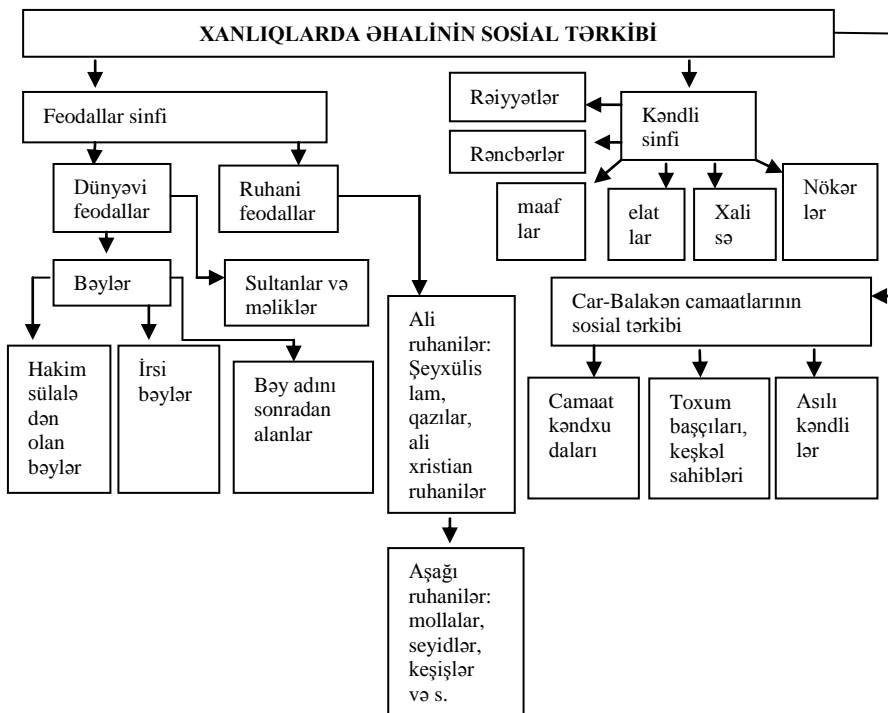 XANLIQLARDA ƏHALİNİN SOSİAL TƏRKİBİ
Feodallar sinfi
Rəiyyətlər
Rəncbərlər
Kəndli
sinfi
maaf
lar
elat
lar
Xali
sə
Nökər
lər
Dünyəvi
feodallar
Ruhani
feodallar
Bəylər
Sultanlar və
məliklər
Hakim
sülalə
dən
olan
bəylər
İrsi
bəylər
Bəy adını
sonradan
alanlar
Ali
ruhanilər:
Şeyxülis
lam,
qazılar,
ali
xristian
ruhanilər
Aşağı
ruhanilər:
mollalar,
seyidlər,
keşişlər
və s.
Car-Balakən camaatlarının
sosial tərkibi
Camaat
kəndxu
daları
Toxum
başçıları,
keşkəl
sahibləri
Asılı
kəndli
lər